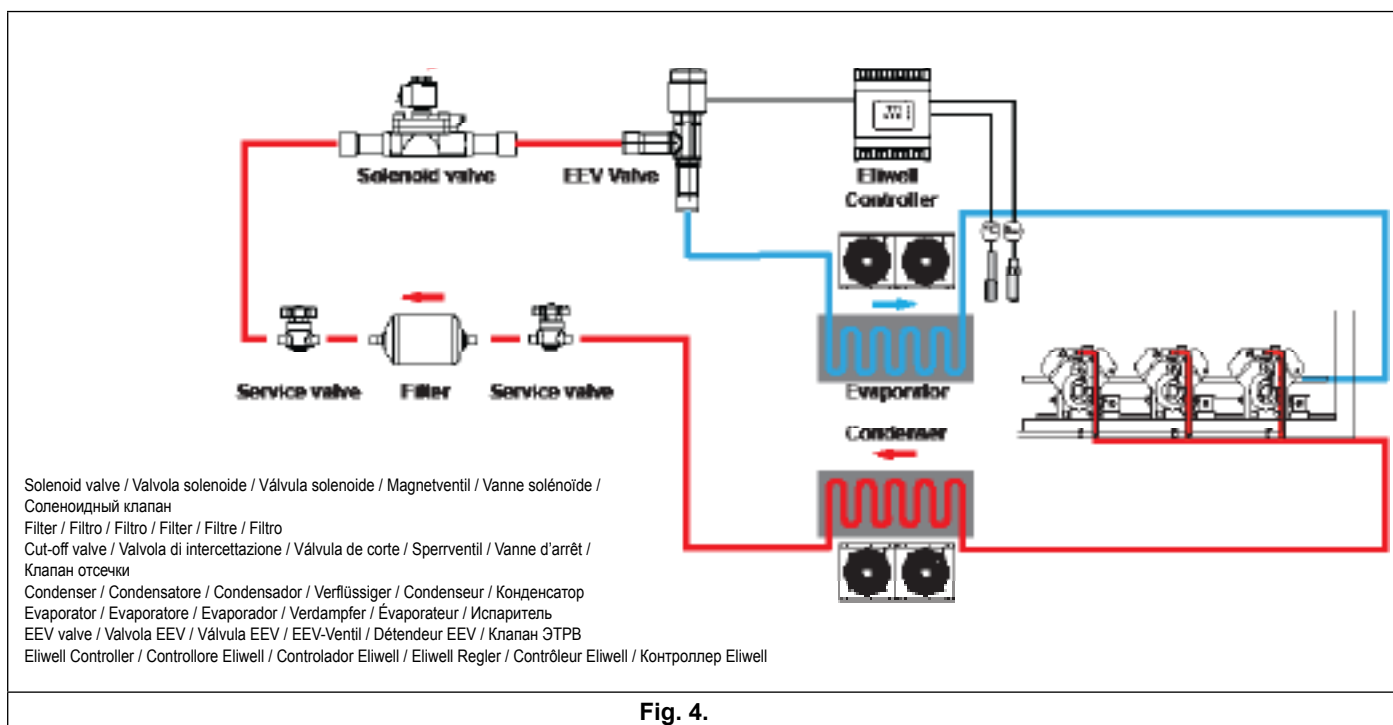 Solenoid valve
EEV Valve
Eliwell
Controller
Service valve
Filter
Service valve
Evaporator
Condenser
Solenoid valve / Valvola solenoide / Válvula solenoide / Magnetventil / Vanne solénoïde /
Соленоидный клапан
Filter / Filtro / Filtro / Filter / Filtre / Filtro
Cut-off valve / Valvola di intercettazione / Válvula de corte / Sperrventil / Vanne d'arrêt /
Клапан отсечки
Condenser / Condensatore / Condensador / Verflüssiger / Condenseur / Конденсатор
Evaporator / Evaporatore / Evaporador / Verdampfer / Évaporateur / Испаритель
EEV valve / Valvola EEV / Válvula EEV / EEV-Ventil / Détendeur EEV / Клапан ЭТРВ
Eliwell Controller / Controllore Eliwell / Controlador Eliwell / Eliwell Regler / Contrôleur Eliwell / Контроллер Eliwell
Fig. 4.